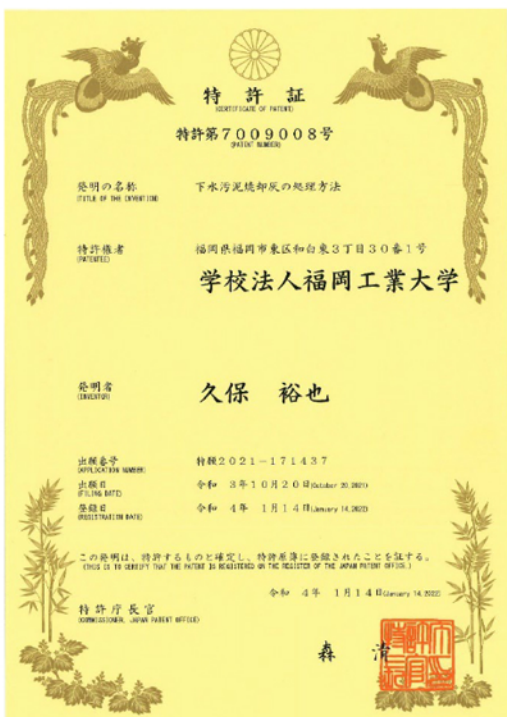 特許証
(CERTIFICATE OF PATENT)
特許第7009008号
(PATENT NUMBER)
発明の名称 下水汚泥焼却灰の処理方法
(TITLE OF THE INVENTION)
特許権者 福岡県福岡市東区和白東3丁目30番1号
(PATENTEE)
学校法人福岡工業大学
発明者 久保 裕也
(INVENTOR)
出願番号 特願2021-171437
(APPLICATION NUMBER)
出願日 令和 3年10月20日(October 20,2021)
(FILING DATE)
登録日 令和 4年 1月14日(January 14,2022)
(REGISTRATION DATE)
この発明は、特許するものと確定し、特許原簿に登録されたことを証する。
(THIS IS TO CERTIFY THAT THE PATENT IS REGISTERED ON THE REGISTER OF THE JAPAN PATENT OFFICE.)
令和 4年 1月14日(January 14,2022)
特許庁長官
(COMMISSIONER, JAPAN PATENT OFFICE)
森 清